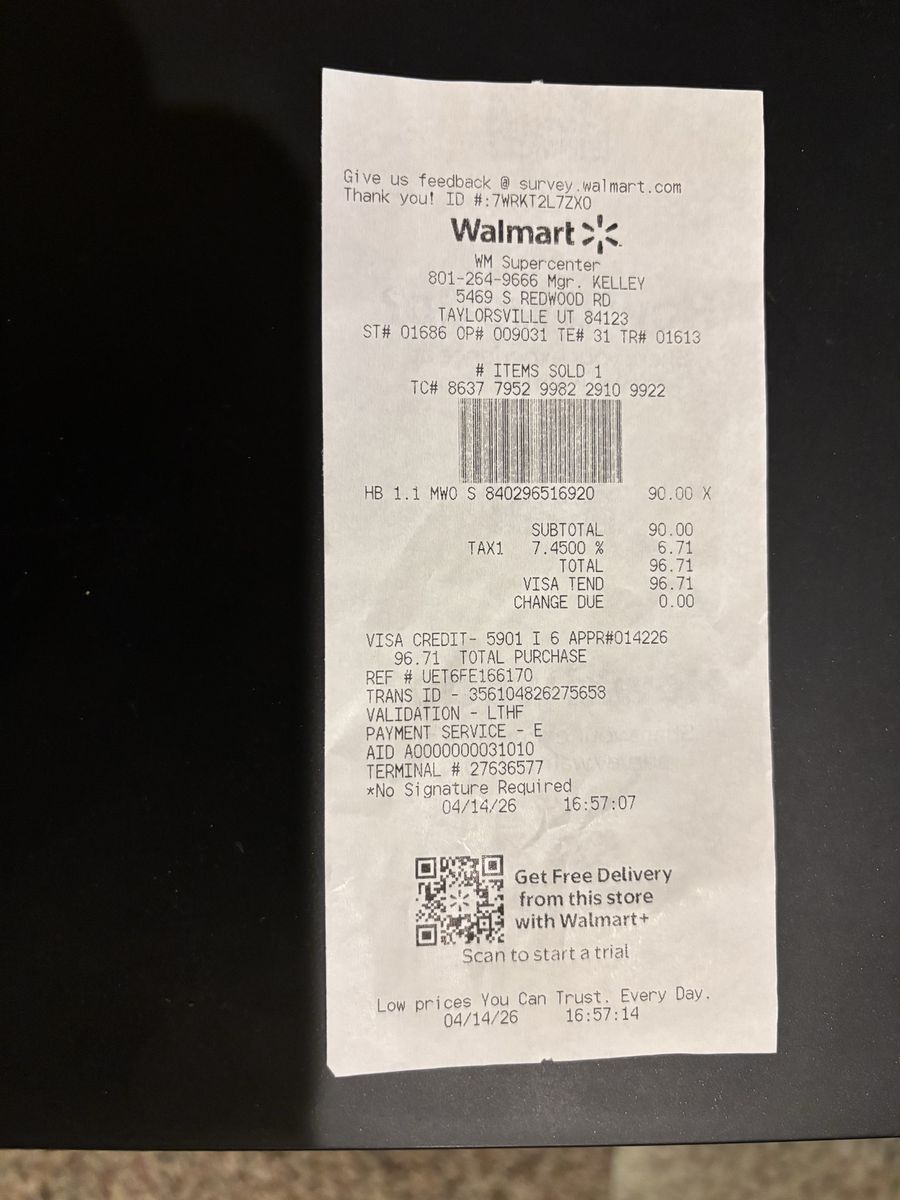 Give us feedback @ survey.walmart.com
Thank you! ID #:7WRKT2L7ZXO
Walmart
WM Supercenter
801-264-9666 Mgr. KELLEY
5469 S REDWOOD RD
TAYLORSVILLE UT 84123
ST# 01686 OP# 009031 TE# 31 TR# 01613
# ITEMS SOLD 1
TC# 8637 7952 9982 2910 9922
HB 1.1 MWO S 840296516920 90.00 X
SUBTOTAL 90.00
TAX1 7.4500 % 6.71
TOTAL 96.71
VISA TEND 96.71
CHANGE DUE 0.00
VISA CREDIT- 5901 I 6 APPR#014226
96.71 TOTAL PURCHASE
REF # UET6FE166170
TRANS ID - 356104826275653
VALIDATION - LTHF
PAYMENT SERVICE - E
AID A0000000031010
TERMINAL # 27636577
*No Signature Required
04/14/26 16:57:07
Get Free Delivery
from this store
with Walmart+
Scan to start a trial
Low prices You Can Trust. Every Day.
04/14/26 16:57:14